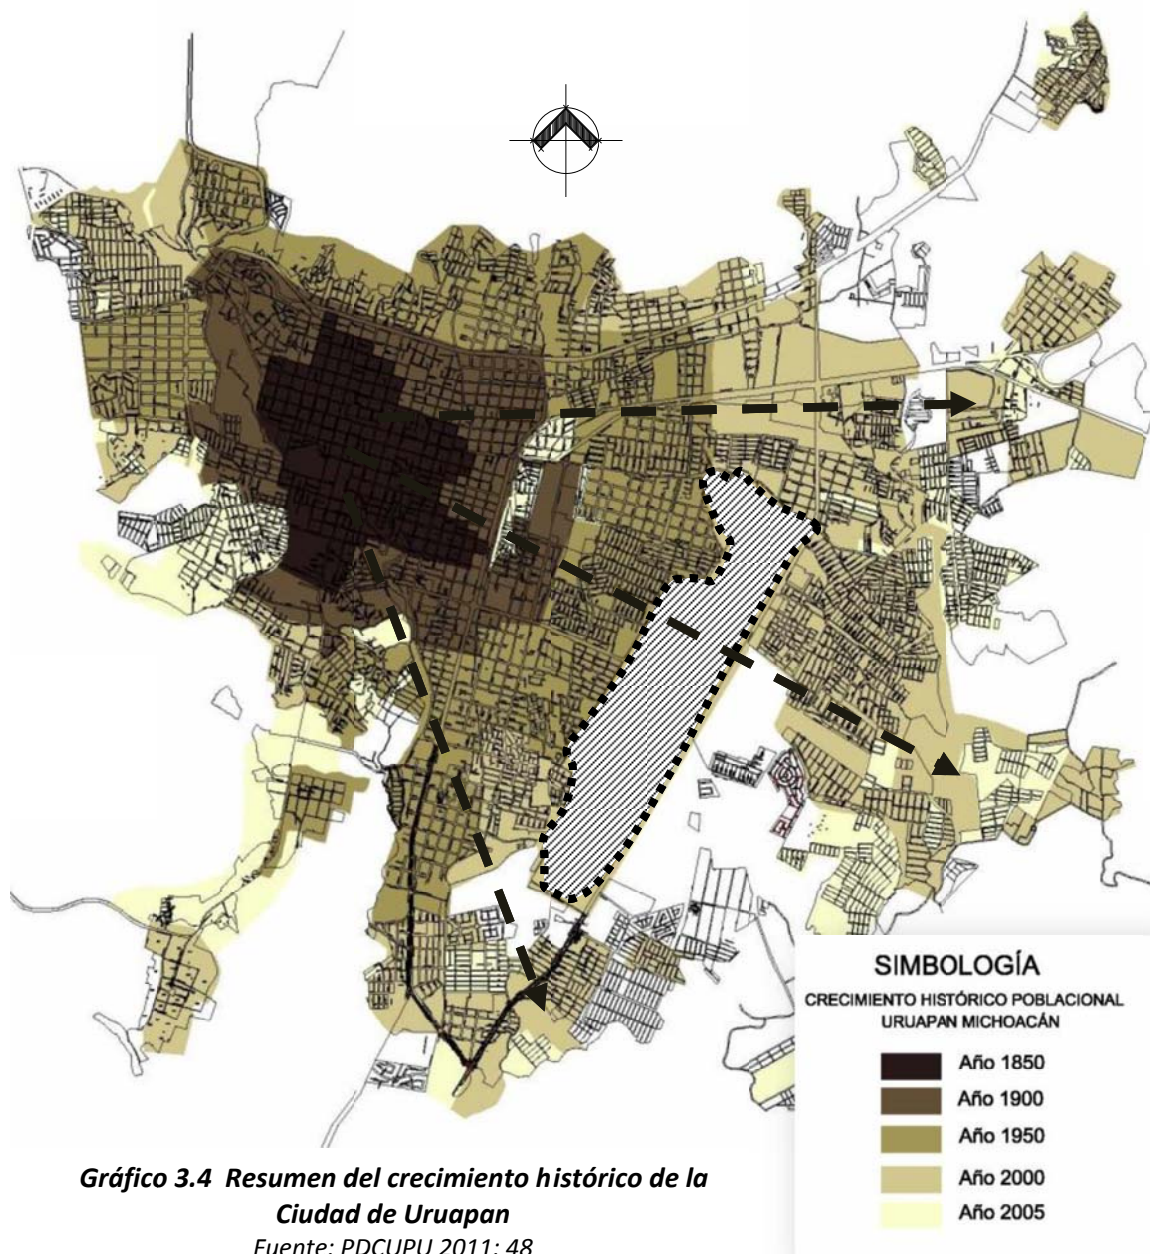 SIMBOLOGÍA
CRECIMIENTO HISTÓRICO POBLACIONAL
URUAPAN MICHOACÁN
Año 1850
Año 1900
Año 1950
Año 2000
Año 2005
Gráfico 3.4 Resumen del crecimiento histórico de la
Ciudad de Uruapan
Fuente: PDCUPU 2011: 48